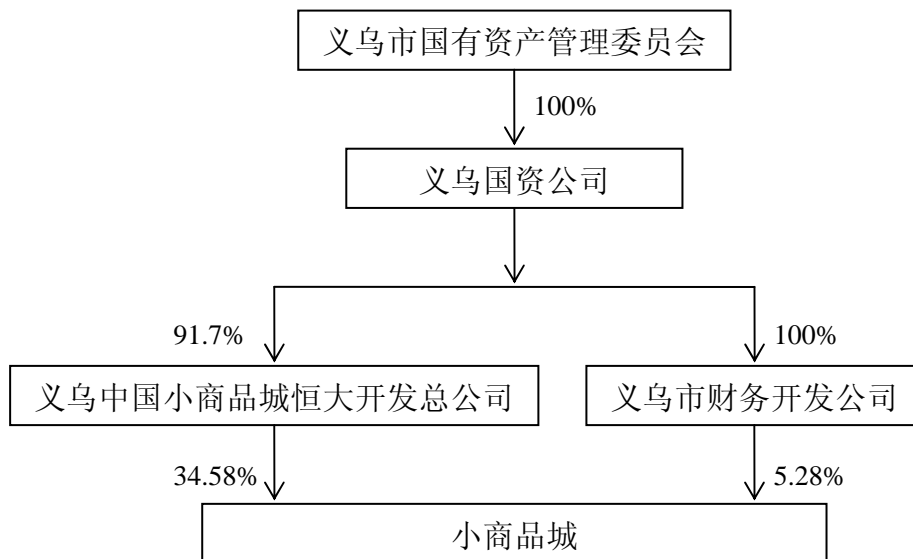 义乌市国有资产管理委员会
100%
义乌国资公司
91.7%
100%
义乌中国小商品城恒大开发总公司
义乌市财务开发公司
34.58%
5.28%
小商品城